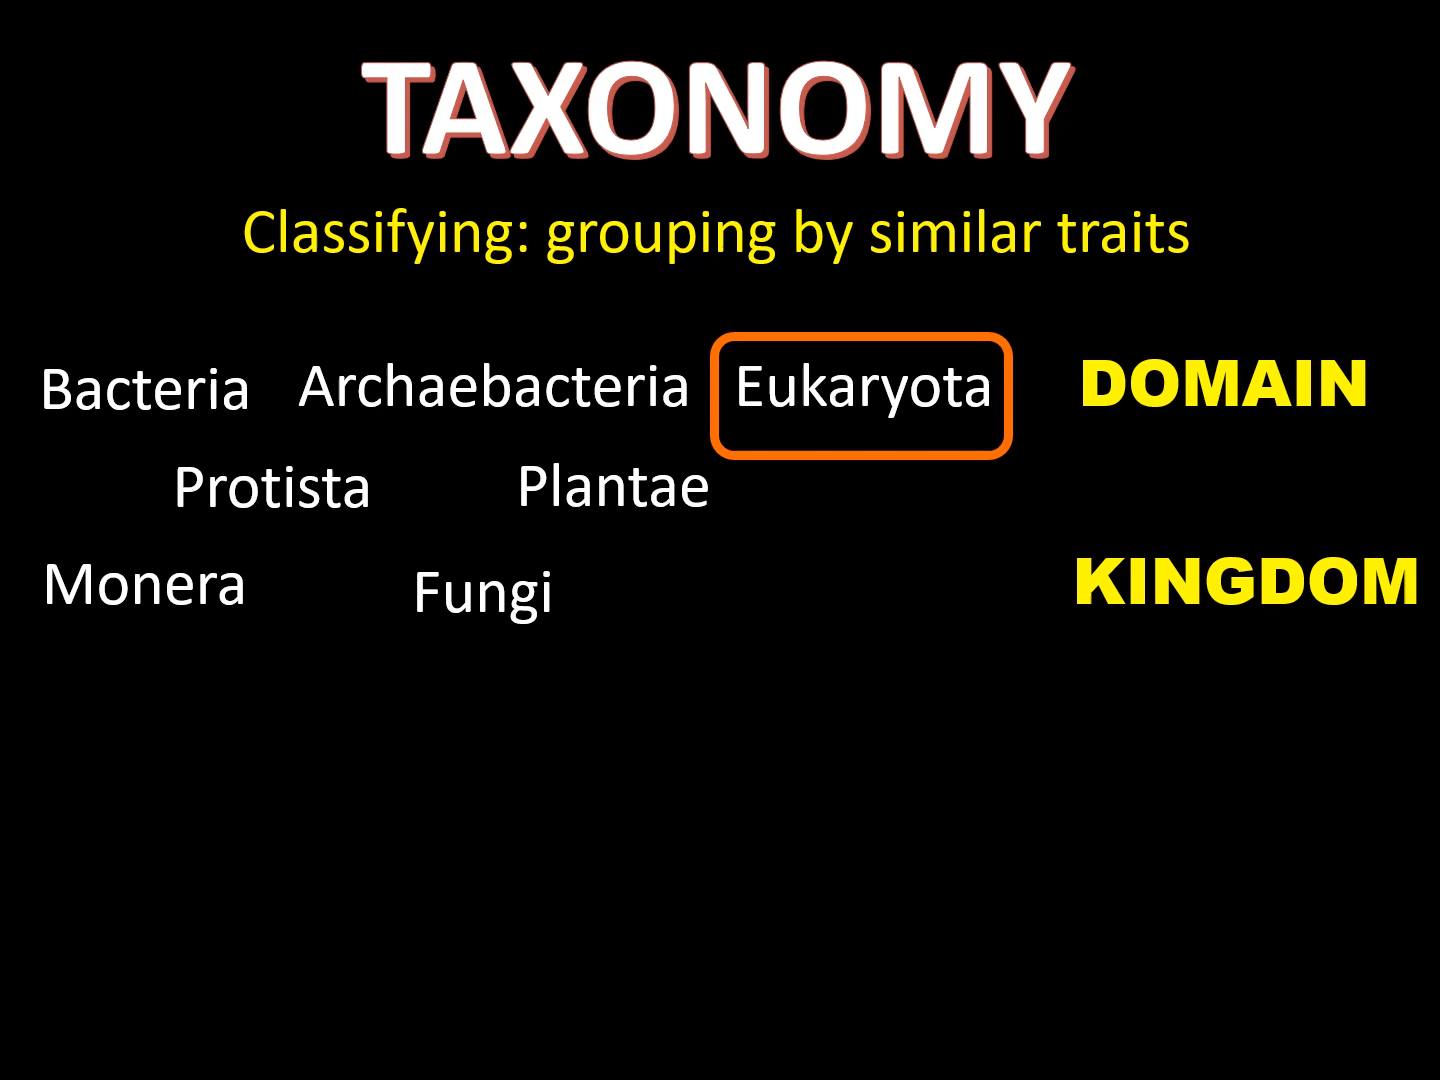 TAXONOMY
Classifying: grouping by similar traits
Bacteria Archaebacteria Eukaryota DOMAIN
Protista Plantae
Monera Fungi KINGDOM